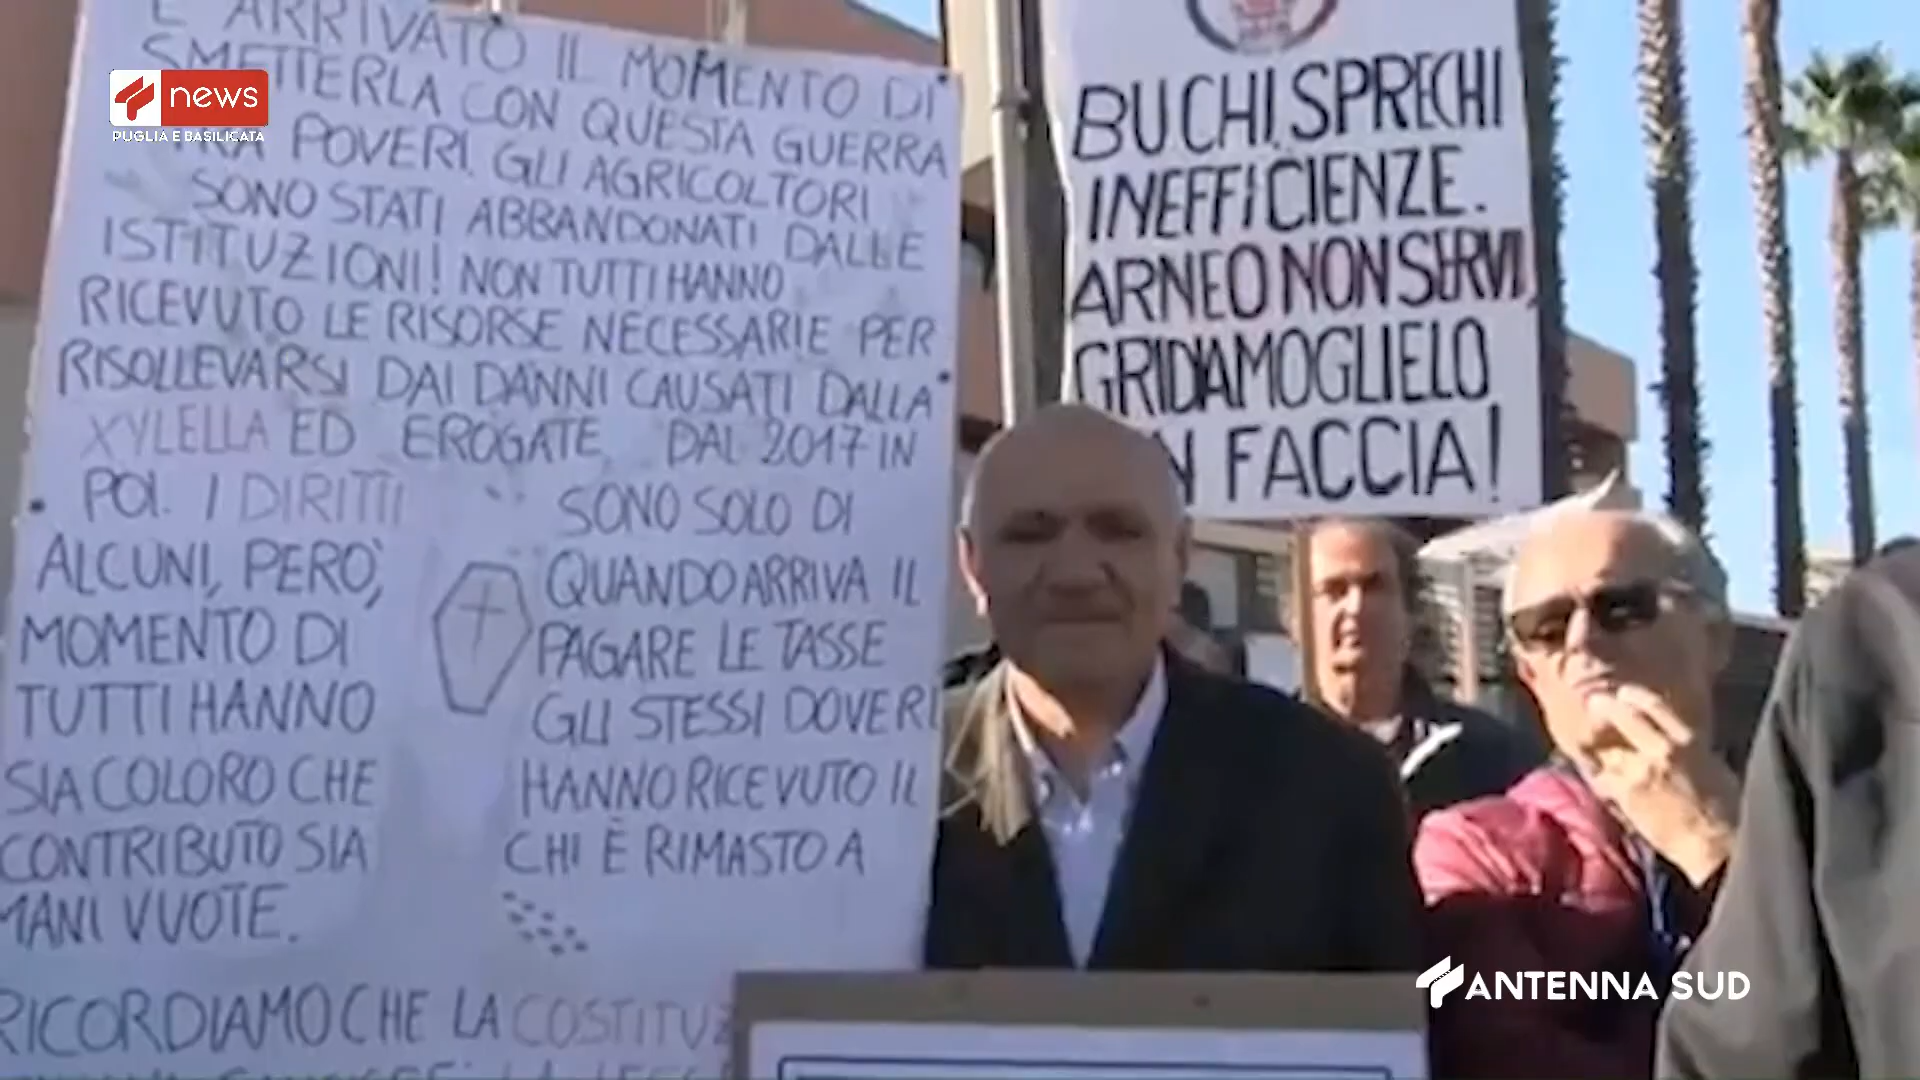 È ARRIVATO IL MOMENTO DI
SMETTERLA CON QUESTA GUERRA
TRA POVERI. GLI AGRICOLTORI
SONO STATI ABBANDONATI DALLE
ISTITUZIONI! NON TUTTI HANNO
RICEVUTO LE RISORSE NECESSARIE PER
RISOLLEVARSI DAI DANNI CAUSATI DALLA
XYLELLA ED EROGATE DAL 2017 IN
POI. I DIRITTI SONO SOLO DI
ALCUNI, PERÒ, QUANDO ARRIVA IL
MOMENTO DI PAGARE LE TASSE
TUTTI HANNO GLI STESSI DOVERI
SIA COLORO CHE HANNO RICEVUTO IL
CONTRIBUTO SIA CHI È RIMASTO A
MANI VUOTE.
RICORDIAMO CHE LA COSTITUZ
BUCHI, SPRECHI
INEFFICIENZE.
ARNEO NON SERVI,
GRIDIAMOGLIELO
IN FACCIA!
news
PUGLIA E BASILICATA
ANTENNA SUD